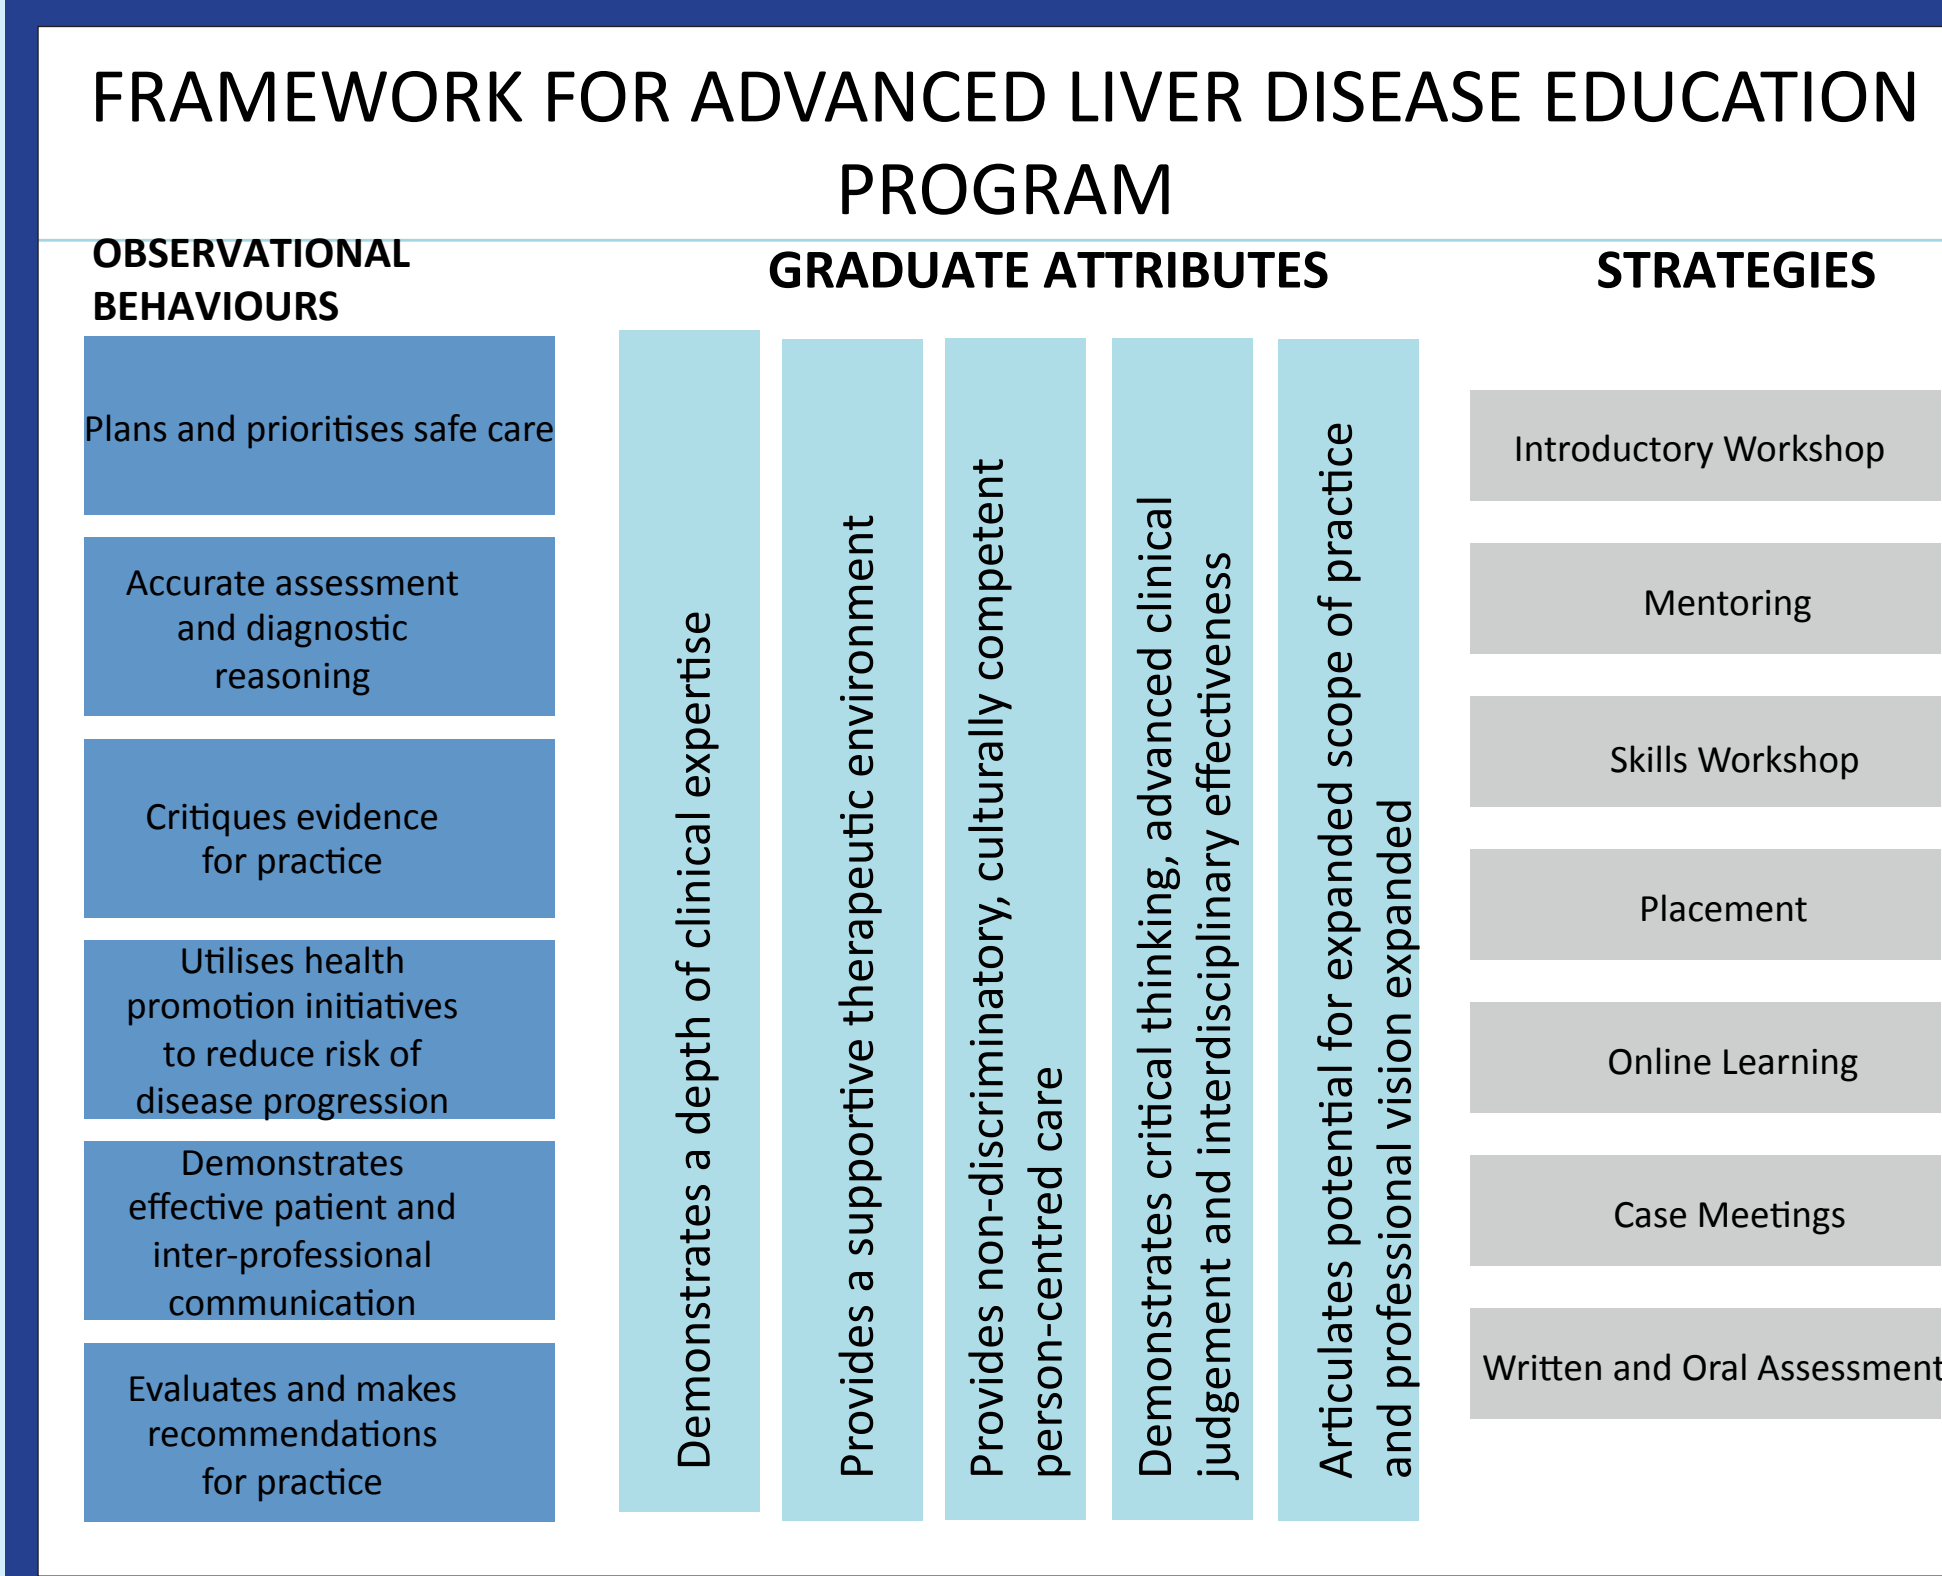 FRAMEWORK FOR ADVANCED LIVER DISEASE EDUCATION
PROGRAM
OBSERVATIONAL
BEHAVIOURS
Plans and prioritises safe care
Accurate assessment
and diagnostic
reasoning
Critiques evidence
for practice
Utilises health
promotion initiatives
to reduce risk of
disease progression
Demonstrates
effective patient and
inter-professional
communication
Evaluates and makes
recommendations
for practice
GRADUATE ATTRIBUTES
Demonstrates a depth of clinical expertise
Provides a supportive therapeutic environment
Provides non-discriminatory, culturally competent
person-centred care
Demonstrates critical thinking, advanced clinical
judgement and interdisciplinary effectiveness
Articulates potential for expanded scope of practice
and professional vision expanded
STRATEGIES
Introductory Workshop
Mentoring
Skills Workshop
Placement
Online Learning
Case Meetings
Written and Oral Assessment